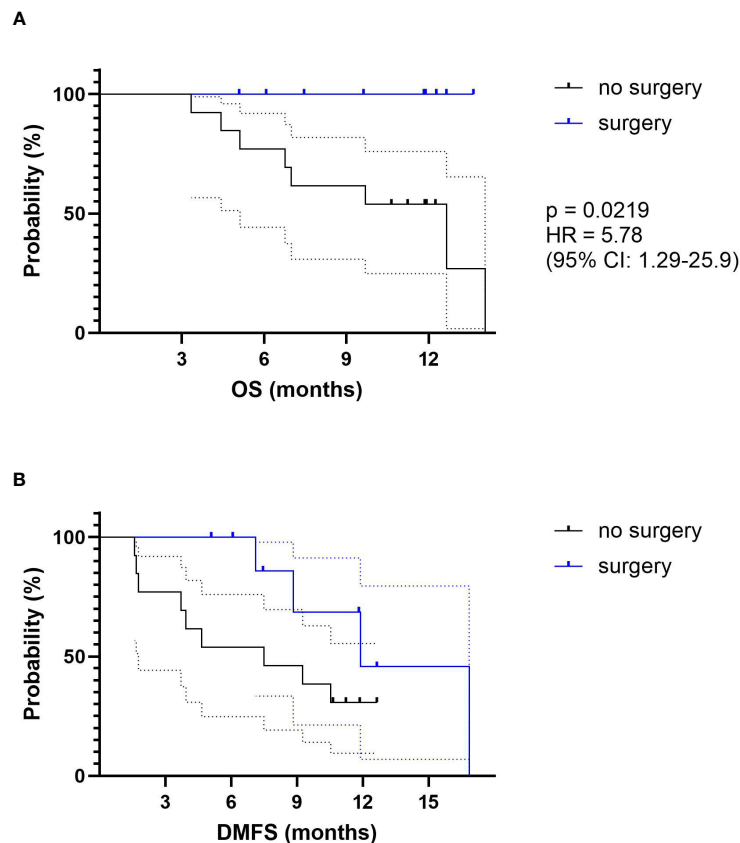 A
100
50
0
Probability (%)
3 6 9 12
OS (months)
no surgery
surgery
p = 0.0219
HR = 5.78
(95% CI: 1.29-25.9)
B
100
50
0
Probability (%)
3 6 9 12 15
DMFS (months)
no surgery
surgery